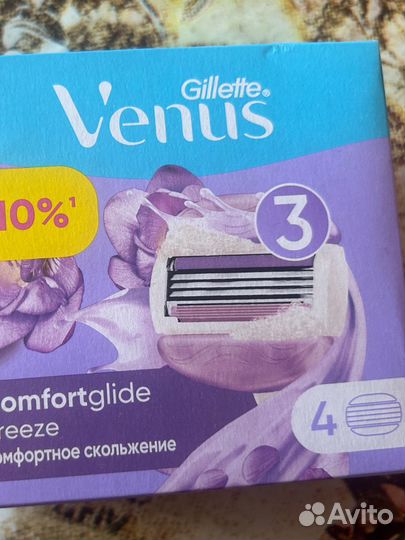 Gillette®
Venus
10%¹
3
omfortglide
reeze
омфортное скольжение
4
Avito